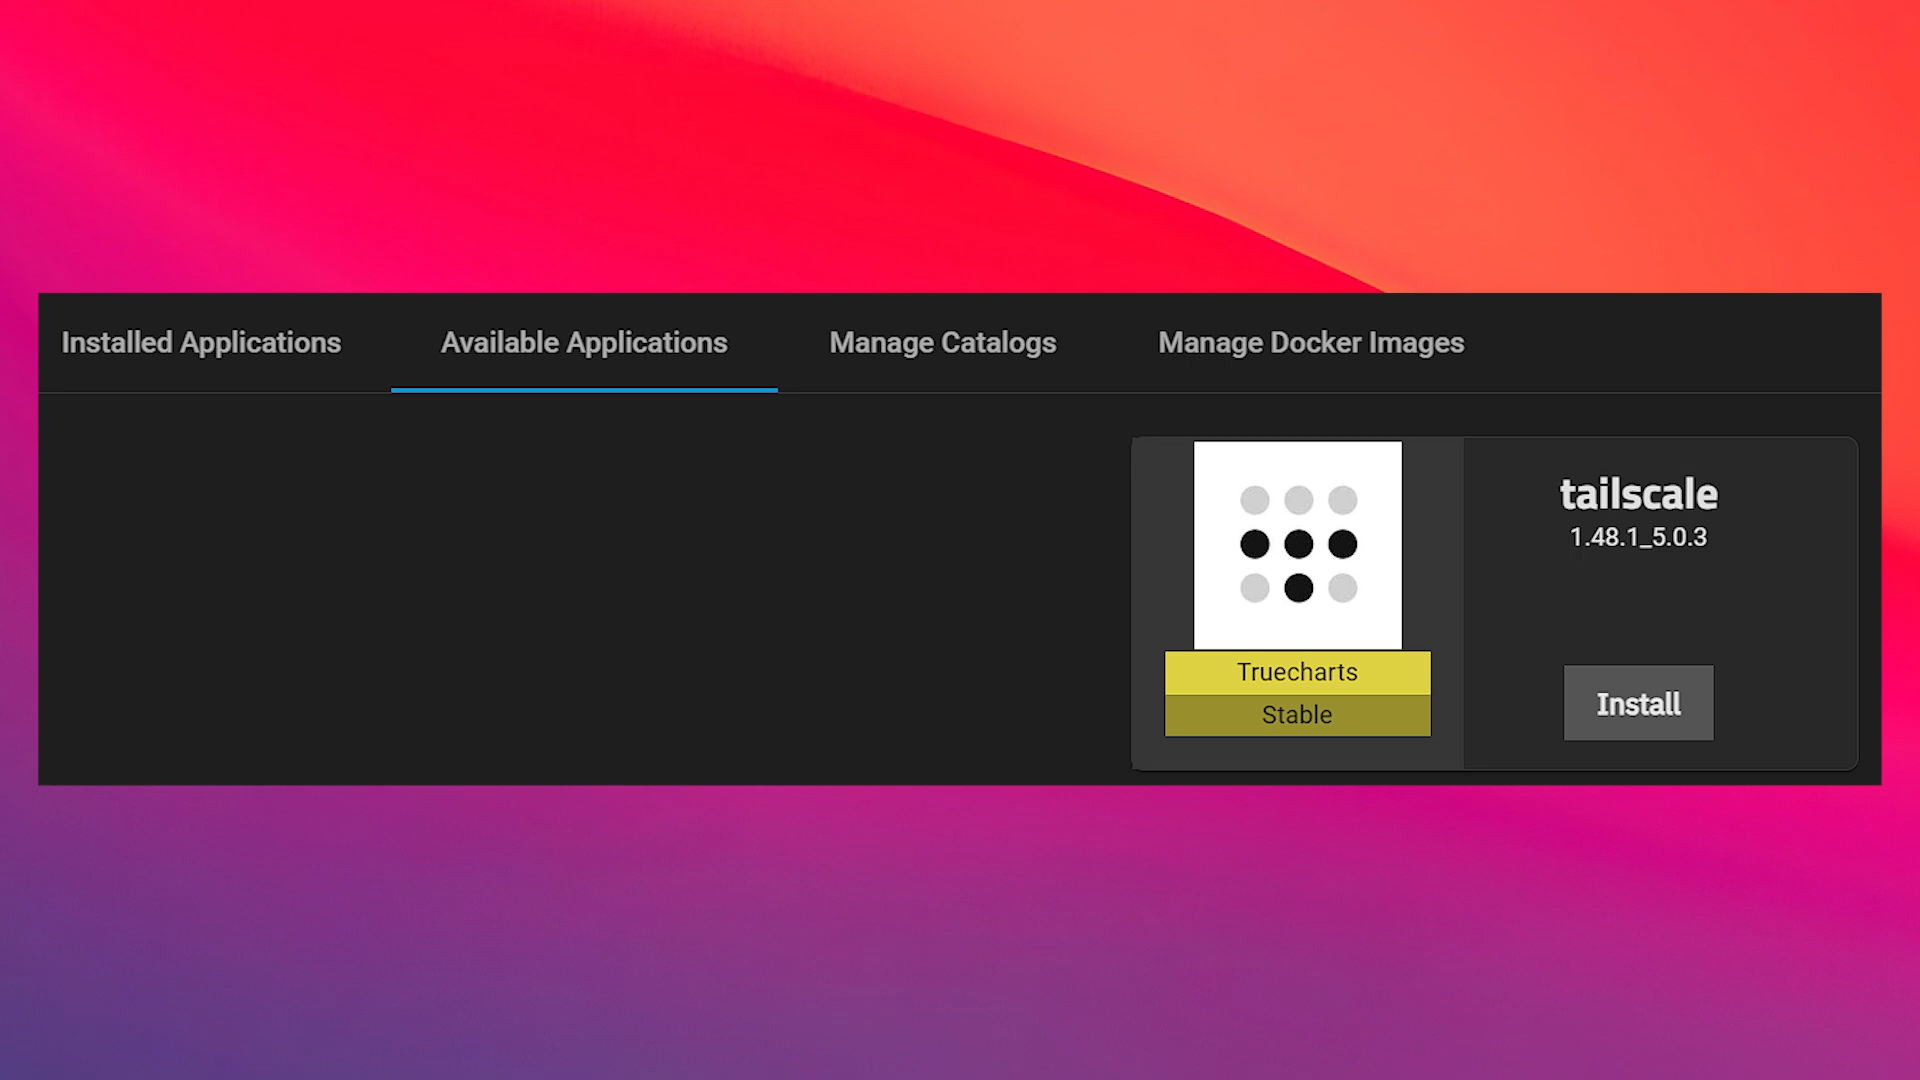 Installed Applications
Available Applications
Manage Catalogs
Manage Docker Images
Truecharts
Stable
tailscale
1.48.1_5.0.3
Install